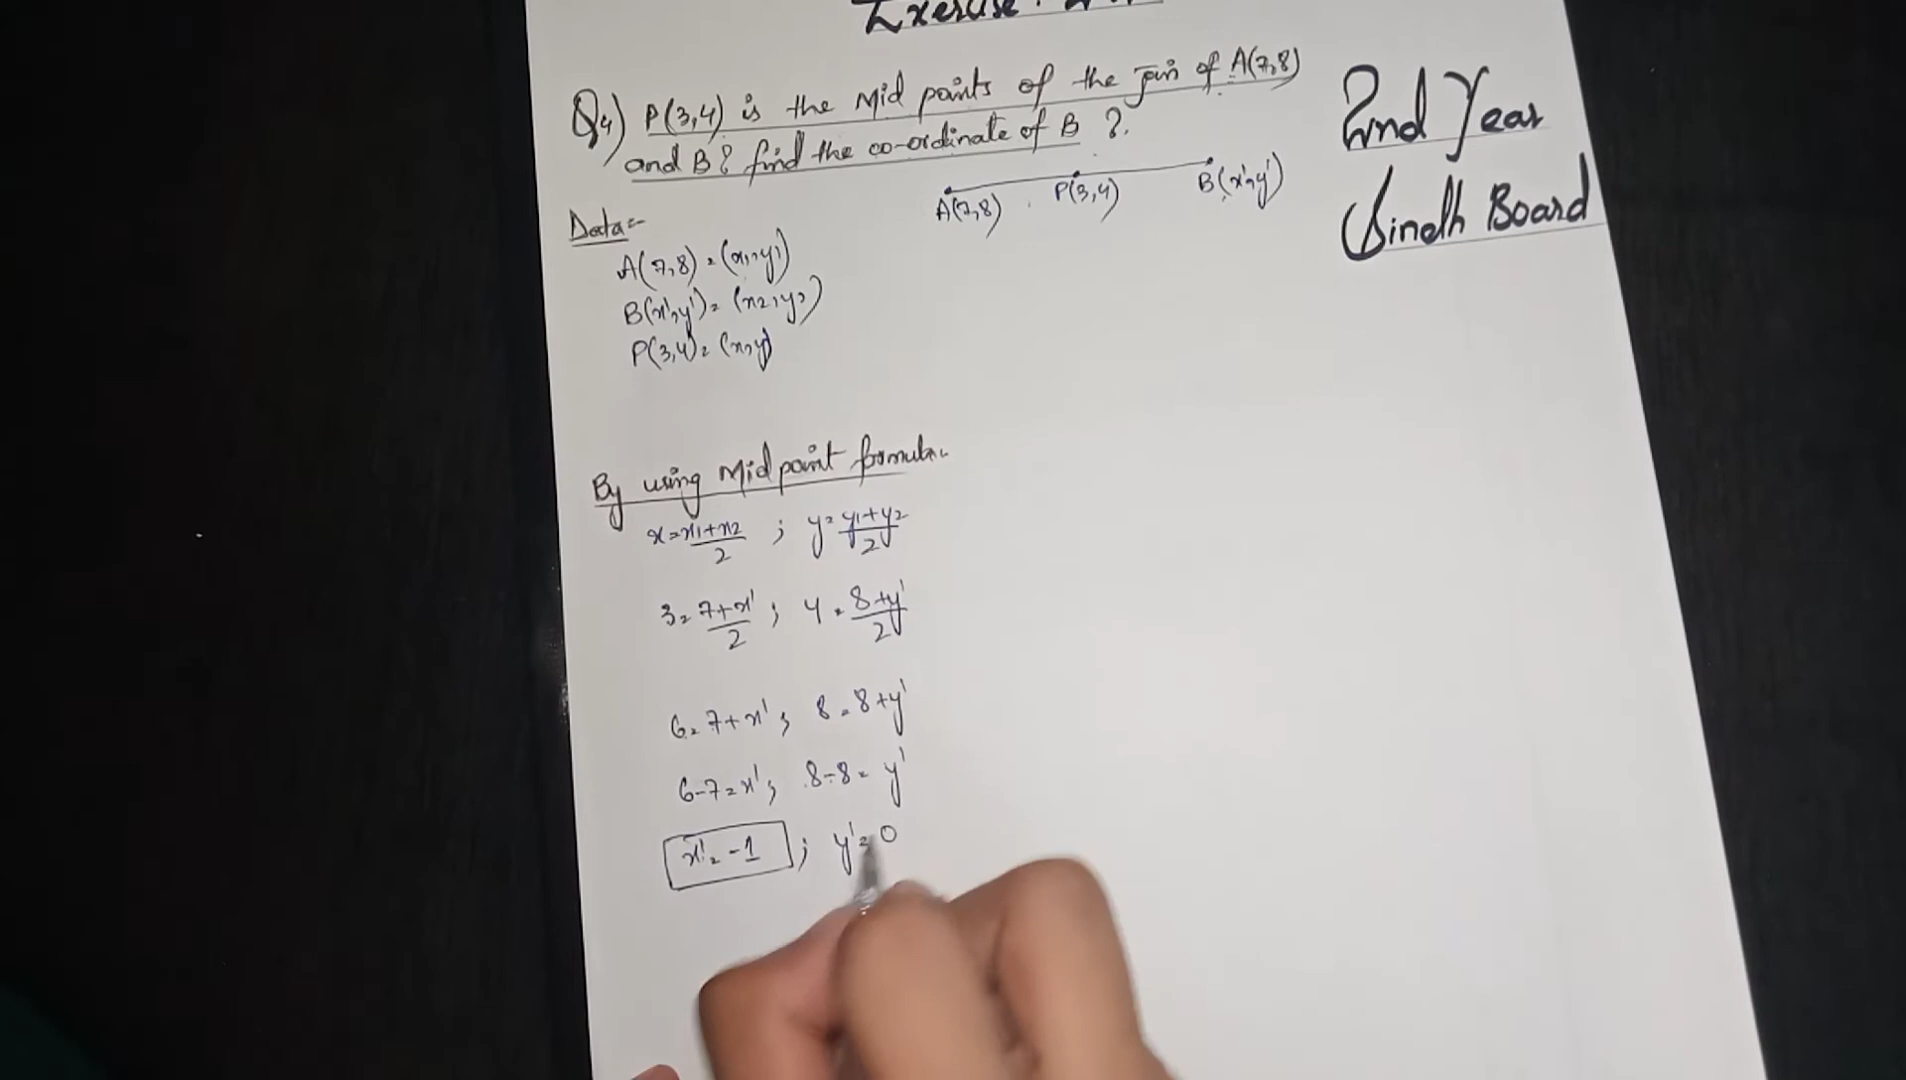 Exercise:
Q4) P(3,4) is the Mid points of the join of A(7,8)
and B? find the co-ordinate of B ?.
2nd Year
Sindh Board
A(7,8) P(3,4) B(x',y')
Data:-
A(7,8) = (x1,y1)
B(x',y') = (x2,y2)
P(3,4) = (x,y)
By using Mid point formula.
x = x1+x2/2 ; y = y1+y2/2
3 = 7+x'/2 ; 4 = 8+y'/2
6 = 7+x' ; 8 = 8+y'
6-7 = x' ; 8-8 = y'
x' = -1 ; y' = 0